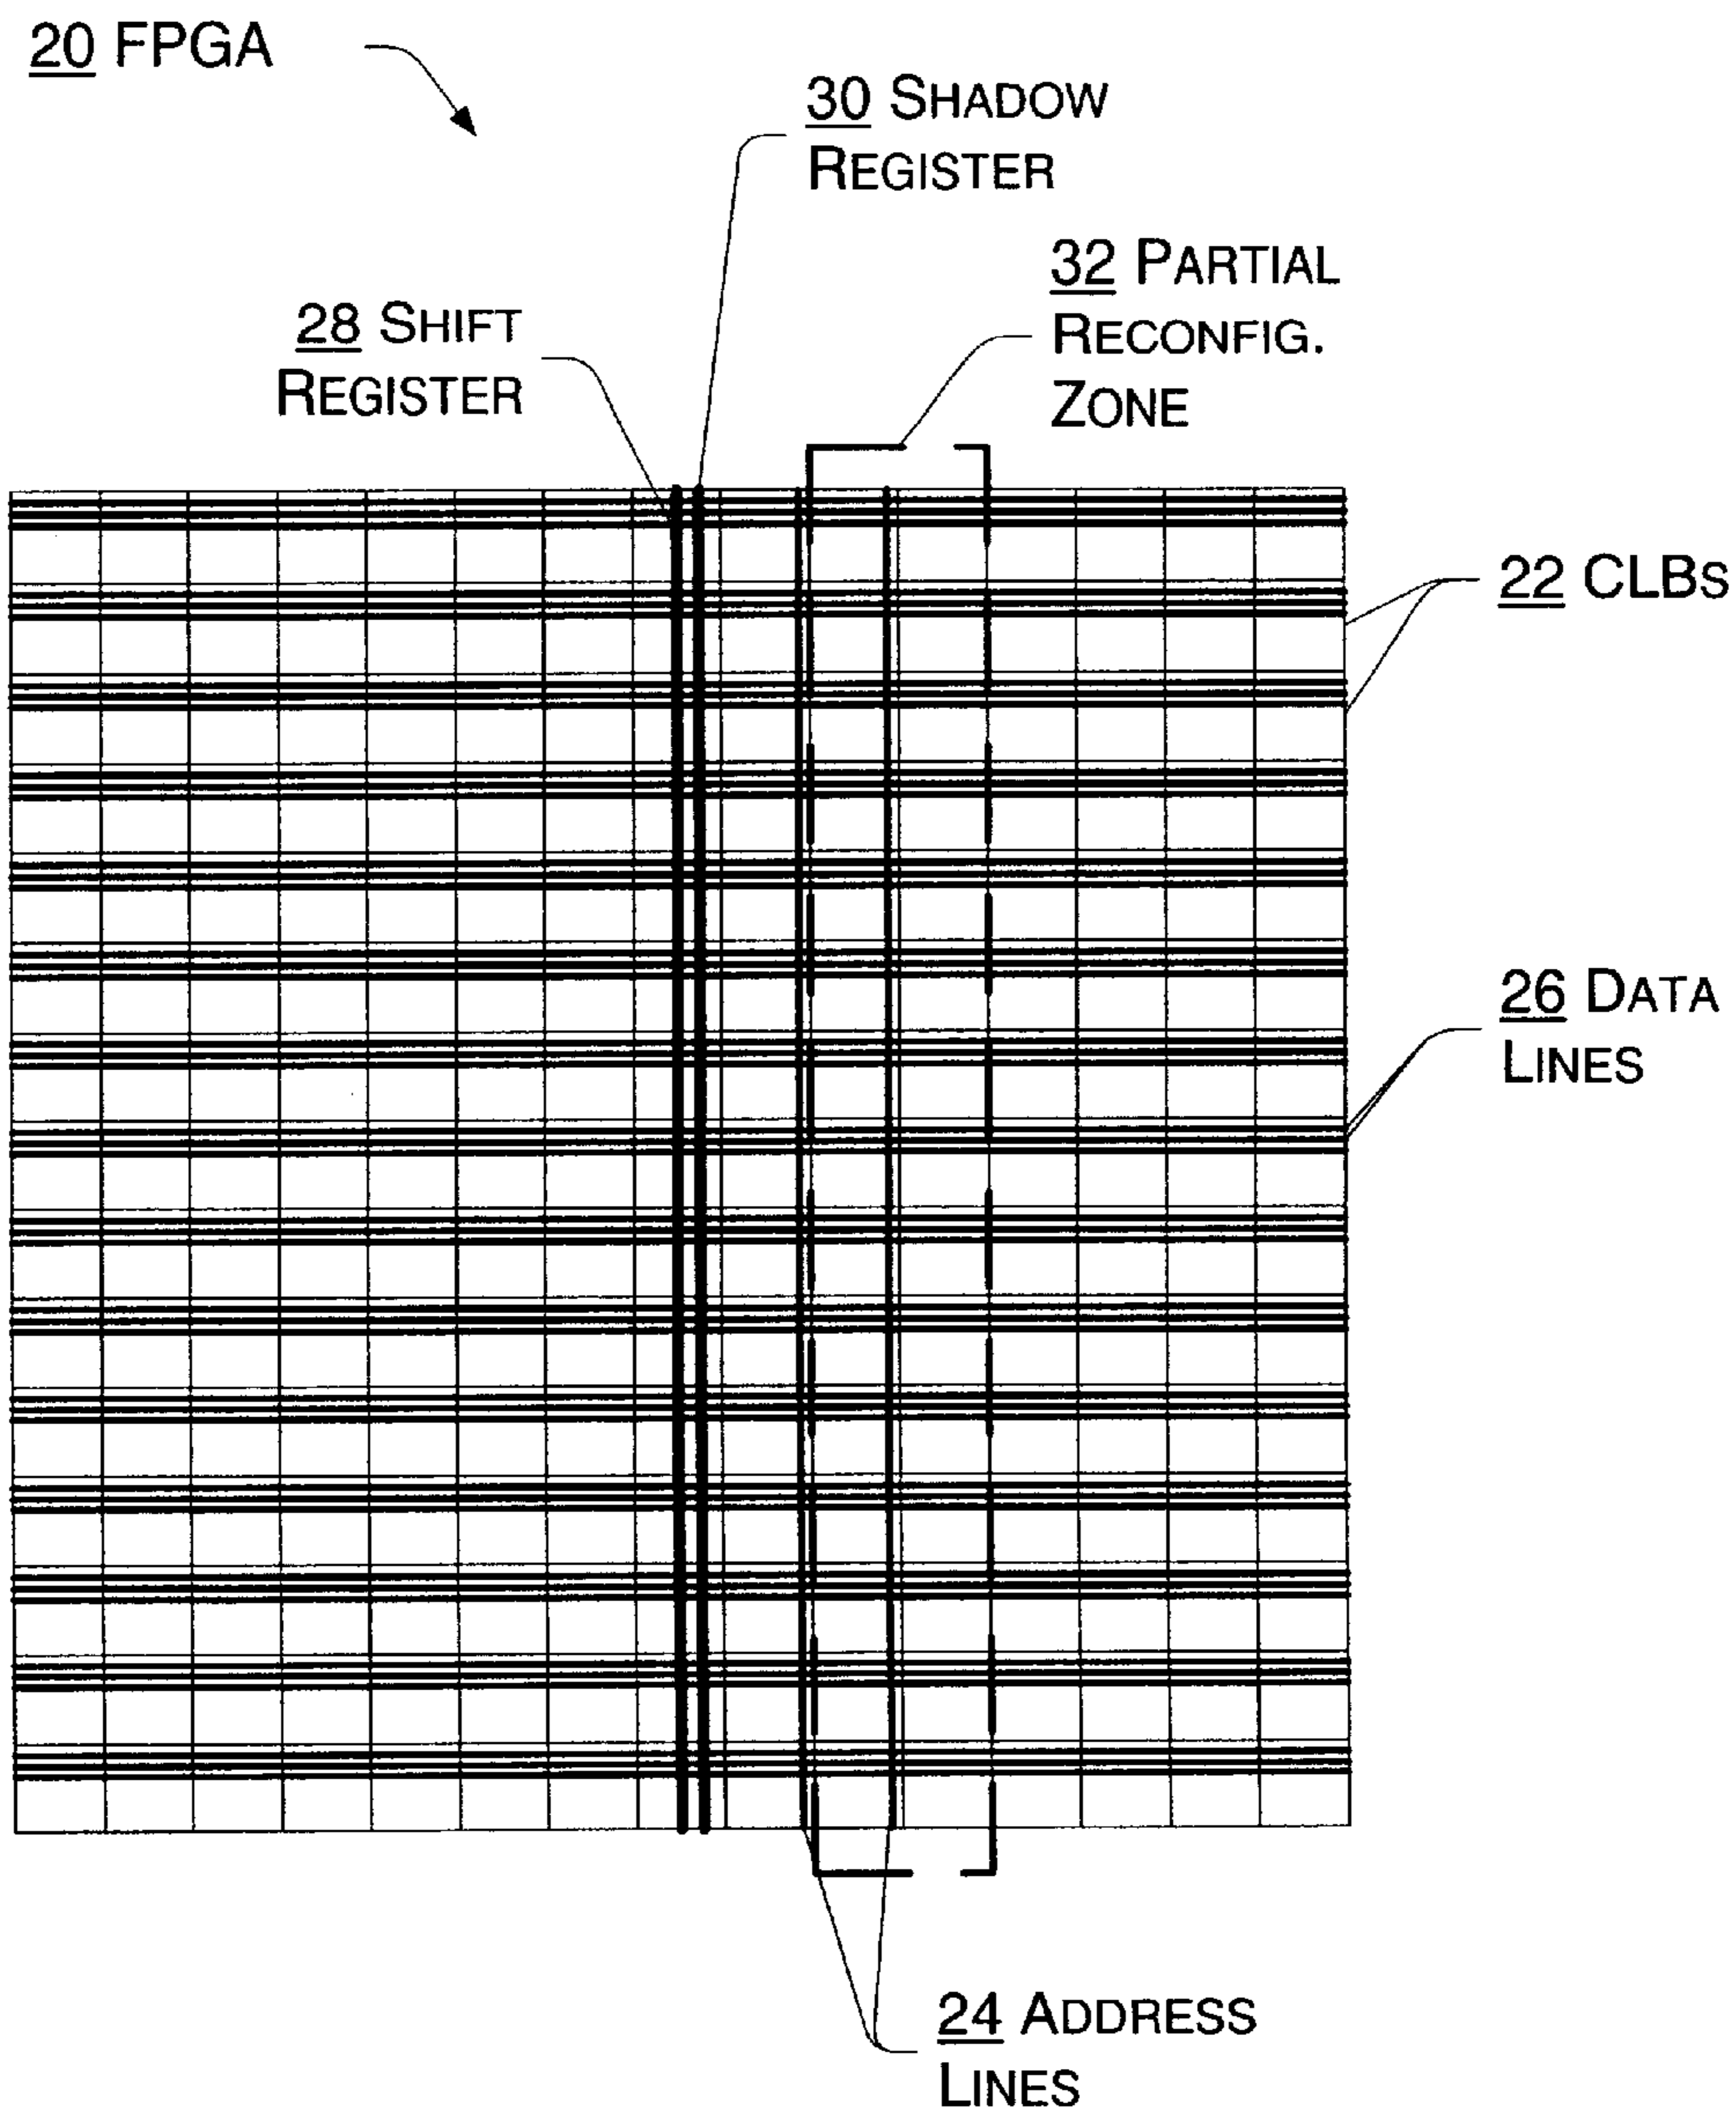 20 FPGA
30 SHADOW
REGISTER
32 PARTIAL
RECONFIG.
ZONE
28 SHIFT
REGISTER
22 CLBS
26 DATA
LINES
24 ADDRESS
LINES